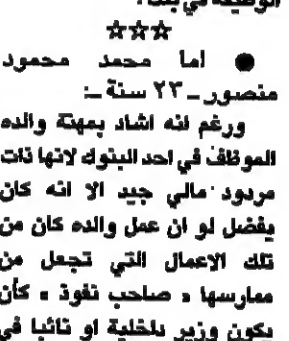 الوظيفة في
☆☆☆
● اما محمد محمود
منصور ـ ٢٣ سنة ـ:
ورغم انه اشاد بمهنة والده
الموظف في احد البنوك لانها ذات
مردود مالي جيد الا انه كان
يفضل لو ان عمل والده كان من
تلك الاعمال التي تجعل من
ممارسها « صاحب نفوذ » كأن
يكون وزير داخلية او نائبا في